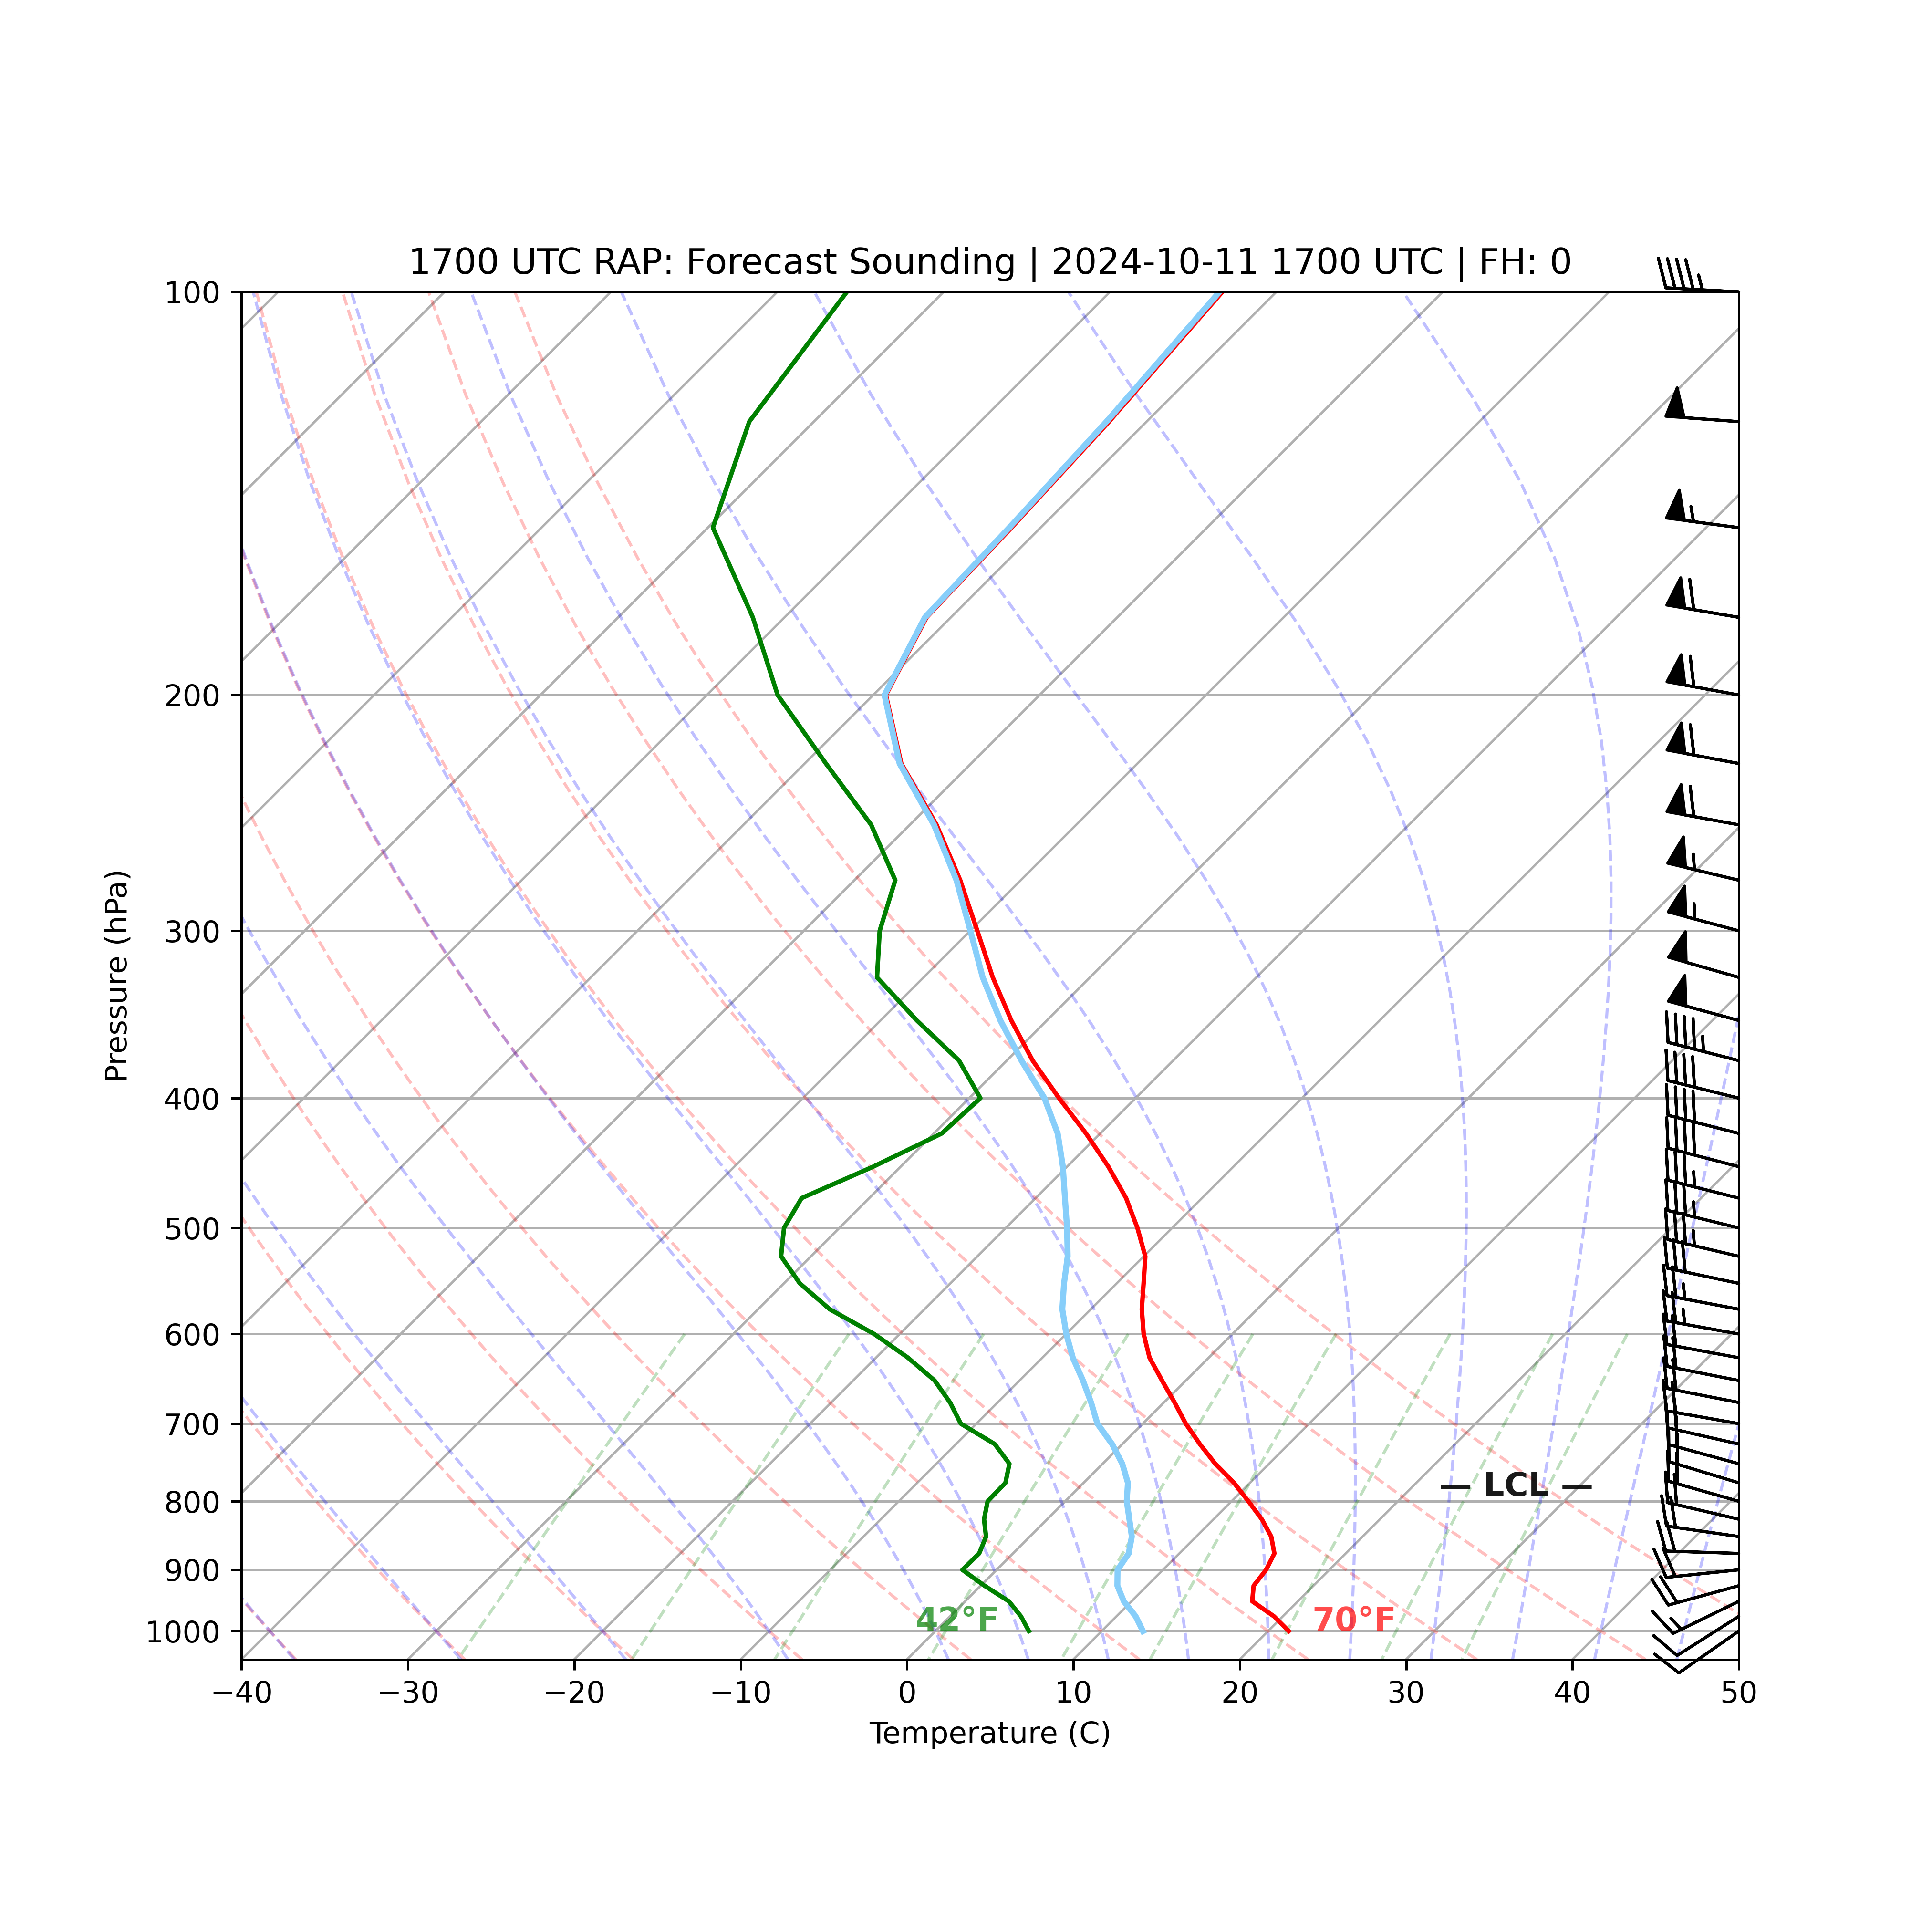 1700 UTC RAP: Forecast Sounding | 2024-10-11 1700 UTC | FH: 0
100
200
300
400
500
600
700
800
900
1000
Pressure (hPa)
— LCL —
42°F
70°F
−40 −30 −20 −10 0 10 20 30 40 50
Temperature (C)